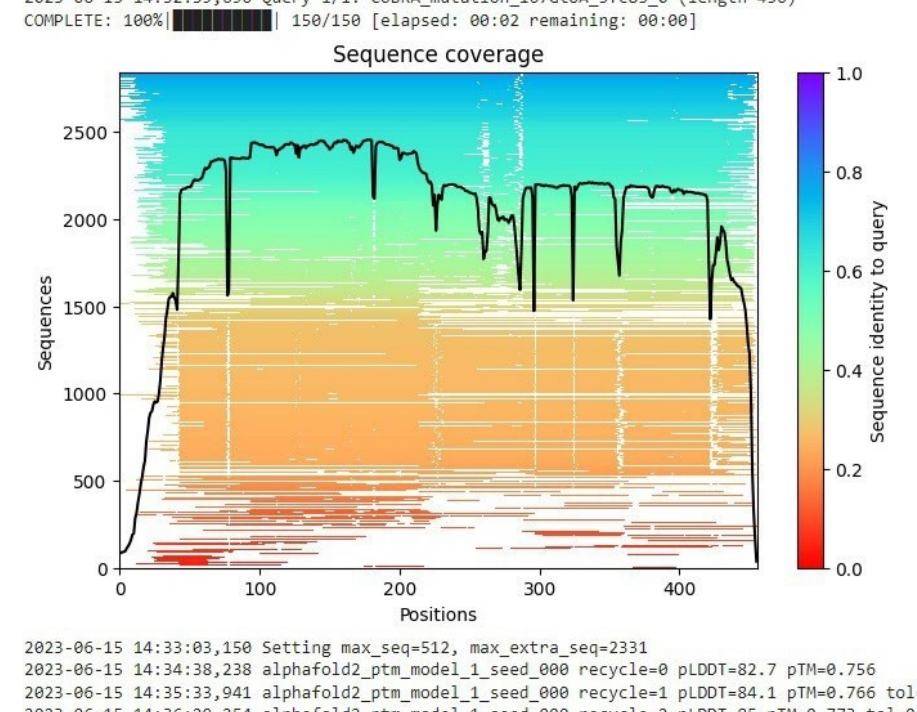 COMPLETE: 100%|██████████| 150/150 [elapsed: 00:02 remaining: 00:00]
Sequence coverage
2500
2000
1500
1000
500
0
Sequences
0 100 200 300 400
Positions
1.0
0.8
0.6
0.4
0.2
0.0
Sequence identity to query
2023-06-15 14:33:03,150 Setting max_seq=512, max_extra_seq=2331
2023-06-15 14:34:38,238 alphafold2_ptm_model_1_seed_000 recycle=0 pLDDT=82.7 pTM=0.756
2023-06-15 14:35:33,941 alphafold2_ptm_model_1_seed_000 recycle=1 pLDDT=84.1 pTM=0.766 tol